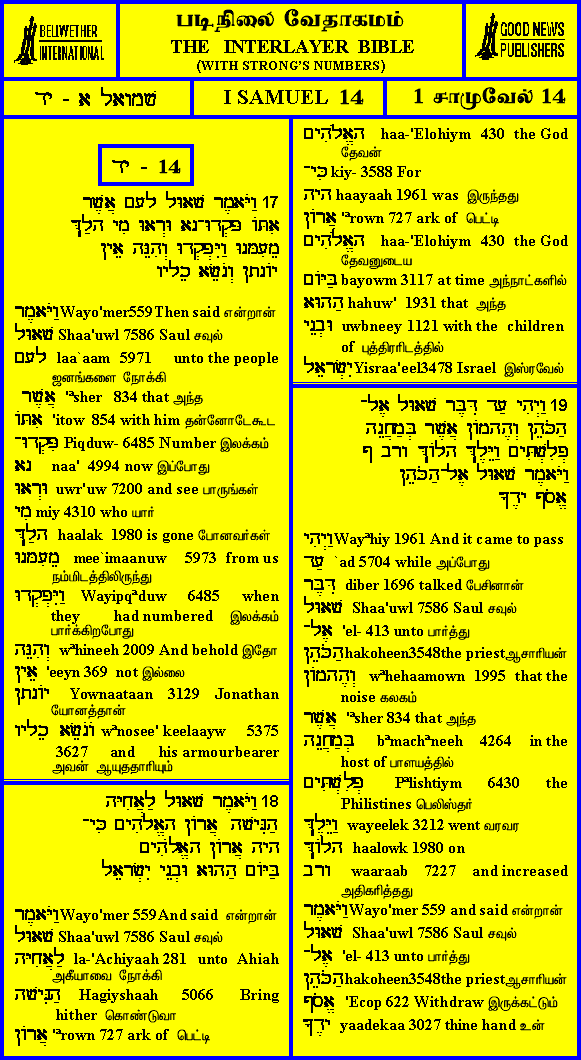 BELLWETHER
INTERNATIONAL
படிநிலை வேதாகமம்
THE INTERLAYER BIBLE
(WITH STRONG'S NUMBERS)
GOOD NEWS
PUBLISHERS
שמואל א - יד
I SAMUEL 14
1 சாமுவேல் 14
14 - יד
17 וַיֹּאמֶר שָׁאוּל לָעָם אֲשֶׁר
אִתּוֹ פִּקְדוּ־נָא וּרְאוּ מִי הָלַךְ
מֵעִמָּנוּ וַיִּפְקְדוּ וְהִנֵּה אֵין
יוֹנָתָן וְנֹשֵׂא כֵלָיו
וַיֹּאמֶר Wayo'mer559 Then said என்றான்
שָׁאוּל Shaa'uwl 7586 Saul சவுல்
לָעָם laa`aam 5971 unto the people
ஜனங்களை நோக்கி
אֲשֶׁר 'ªsher 834 that அந்த
אִתּוֹ 'itow 854 with him தன்னோடேகூட
פִּקְדוּ־ Piqduw- 6485 Number இலக்கம்
נָא naa' 4994 now இப்போது
וּרְאוּ uwr'uw 7200 and see பாருங்கள்
מִי miy 4310 who யார்
הָלַךְ haalak 1980 is gone போனவர்கள்
מֵעִמָּנוּ mee`imaanuw 5973 from us
நம்மிடத்திலிருந்து
וַיִּפְקְדוּ Wayipqªduw 6485 when
they had numbered இலக்கம்
பார்க்கிறபோது
וְהִנֵּה wªhineeh 2009 And behold இதோ
אֵין 'eeyn 369 not இல்லை
יוֹנָתָן Yownaataan 3129 Jonathan
யோனத்தான்
וְנֹשֵׂא כֵלָיו wªnosee' keelaayw 5375
3627 and his armourbearer
அவன் ஆயுததாரியும்
18 וַיֹּאמֶר שָׁאוּל לַאֲחִיָּה
הַגִּישָׁה אֲרוֹן הָאֱלֹהִים כִּי־
הָיָה אֲרוֹן הָאֱלֹהִים
בַּיּוֹם הַהוּא וּבְנֵי יִשְׂרָאֵל
וַיֹּאמֶר Wayo'mer 559 And said என்றான்
שָׁאוּל Shaa'uwl 7586 Saul சவுல்
לַאֲחִיָּה la-'Achiyaah 281 unto Ahiah
அகீயாவை நோக்கி
הַגִּישָׁה Hagiyshaah 5066 Bring
hither கொண்டுவா
אֲרוֹן 'ªrown 727 ark of பெட்டி
הָאֱלֹהִים haa-'Elohiym 430 the God
தேவன்
כִּי־ kiy- 3588 For
הָיָה haayaah 1961 was இருந்தது
אֲרוֹן 'ªrown 727 ark of பெட்டி
הָאֱלֹהִים haa-'Elohiym 430 the God
தேவனுடைய
בַּיּוֹם bayowm 3117 at time அந்நாட்களில்
הַהוּא hahuw' 1931 that அந்த
וּבְנֵי uwbneey 1121 with the children
of புத்திரரிடத்தில்
יִשְׂרָאֵל Yisraa'eel3478 Israel இஸ்ரவேல்
19 וַיְהִי עַד דִּבֶּר שָׁאוּל אֶל־
הַכֹּהֵן וְהֶהָמוֹן אֲשֶׁר בְּמַחֲנֵה
פְלִשְׁתִּים וַיֵּלֶךְ הָלוֹךְ וָרָב פ
וַיֹּאמֶר שָׁאוּל אֶל־הַכֹּהֵן
אֱסֹף יָדֶךָ
וַיְהִי Wayªhiy 1961 And it came to pass
עַד `ad 5704 while அப்போது
דִּבֶּר diber 1696 talked பேசினான்
שָׁאוּל Shaa'uwl 7586 Saul சவுல்
אֶל־ 'el- 413 unto பார்த்து
הַכֹּהֵן hakoheen3548the priest ஆசாரியன்
וְהֶהָמוֹן wªhehaamown 1995 that the
noise கலகம்
אֲשֶׁר 'ªsher 834 that அந்த
בְּמַחֲנֵה bªmachªneeh 4264 in the
host of பாளயத்தில்
פְלִשְׁתִּים Pªlishtiym 6430 the
Philistines பெலிஸ்தர்
וַיֵּלֶךְ wayeelek 3212 went வரவர
הָלוֹךְ haalowk 1980 on
וָרָב waaraab 7227 and increased
அதிகரித்தது
וַיֹּאמֶר Wayo'mer 559 and said என்றான்
שָׁאוּל Shaa'uwl 7586 Saul சவுல்
אֶל־ 'el- 413 unto பார்த்து
הַכֹּהֵן hakoheen3548the priest ஆசாரியன்
אֱסֹף 'Ecop 622 Withdraw இருக்கட்டும்
יָדֶךָ yaadekaa 3027 thine hand உன்